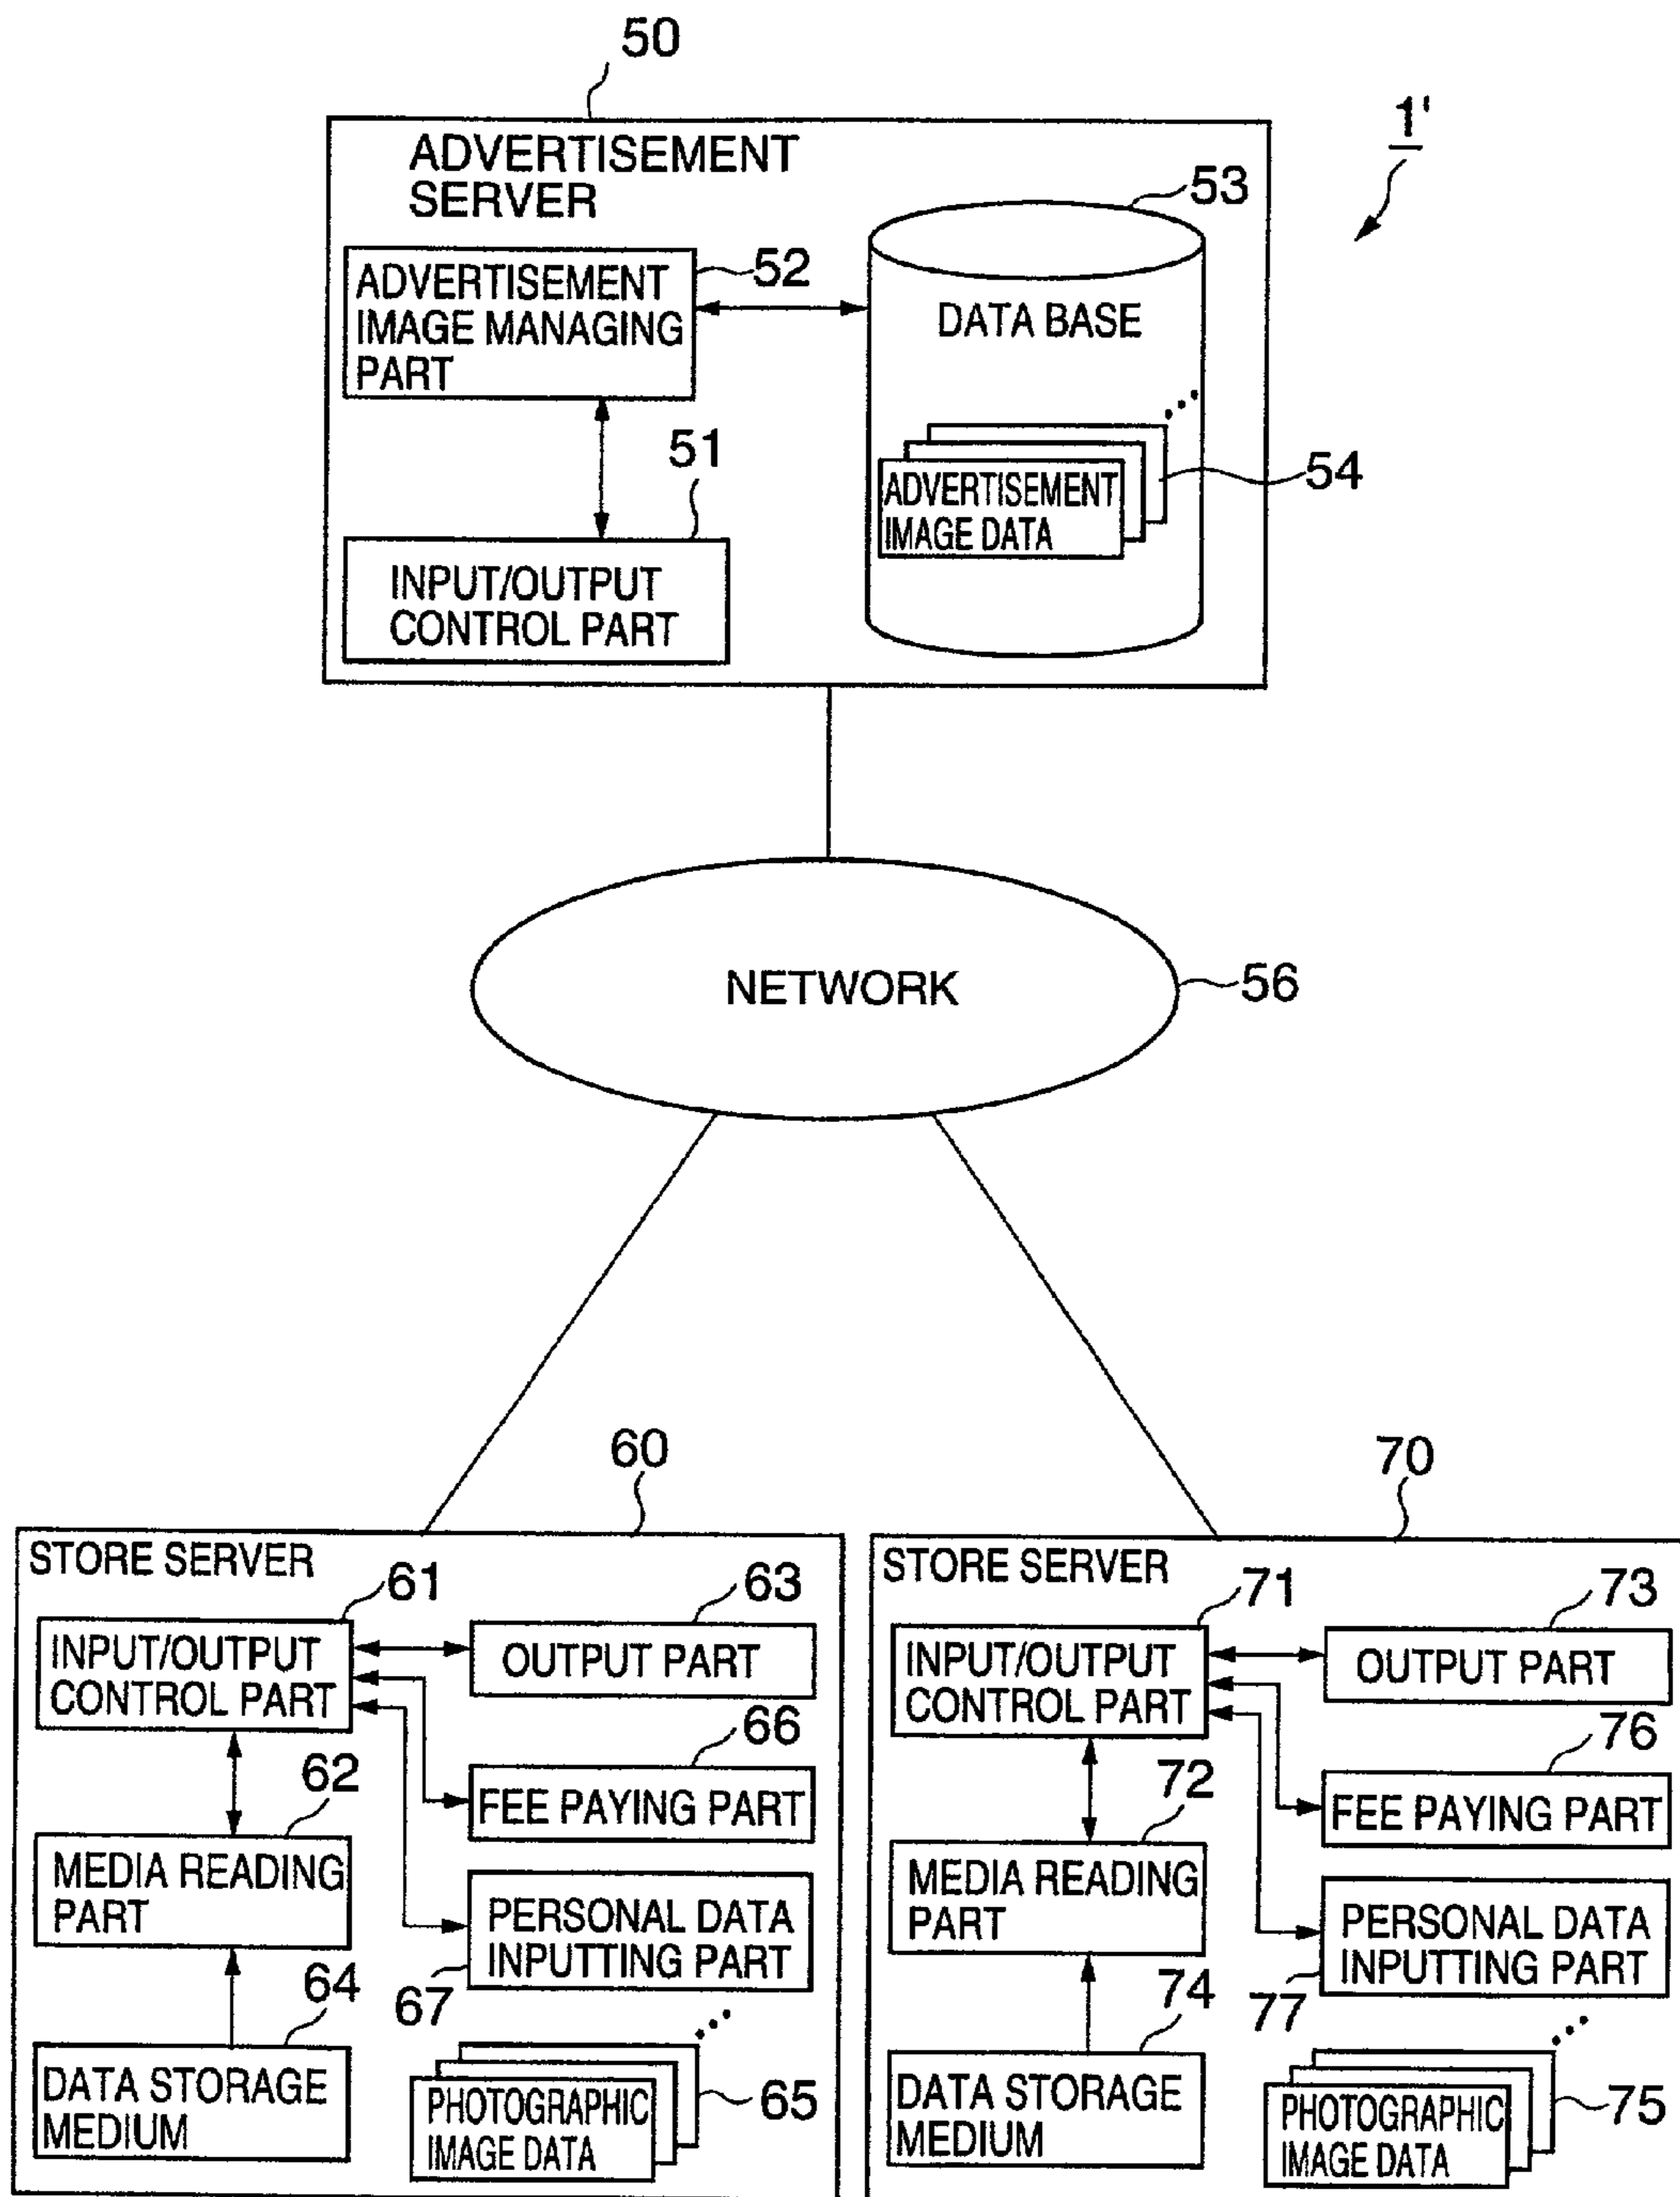 50
1'
ADVERTISEMENT
SERVER
53
52
ADVERTISEMENT
IMAGE MANAGING
PART
DATA BASE
51
54
ADVERTISEMENT
IMAGE DATA
INPUT/OUTPUT
CONTROL PART
NETWORK
56
60
STORE SERVER
61
63
INPUT/OUTPUT
CONTROL PART
OUTPUT PART
66
62
FEE PAYING PART
MEDIA READING
PART
PERSONAL DATA
INPUTTING PART
64
67
DATA STORAGE
MEDIUM
65
PHOTOGRAPHIC
IMAGE DATA
70
STORE SERVER
71
73
INPUT/OUTPUT
CONTROL PART
OUTPUT PART
76
72
FEE PAYING PART
MEDIA READING
PART
PERSONAL DATA
INPUTTING PART
74
77
DATA STORAGE
MEDIUM
75
PHOTOGRAPHIC
IMAGE DATA